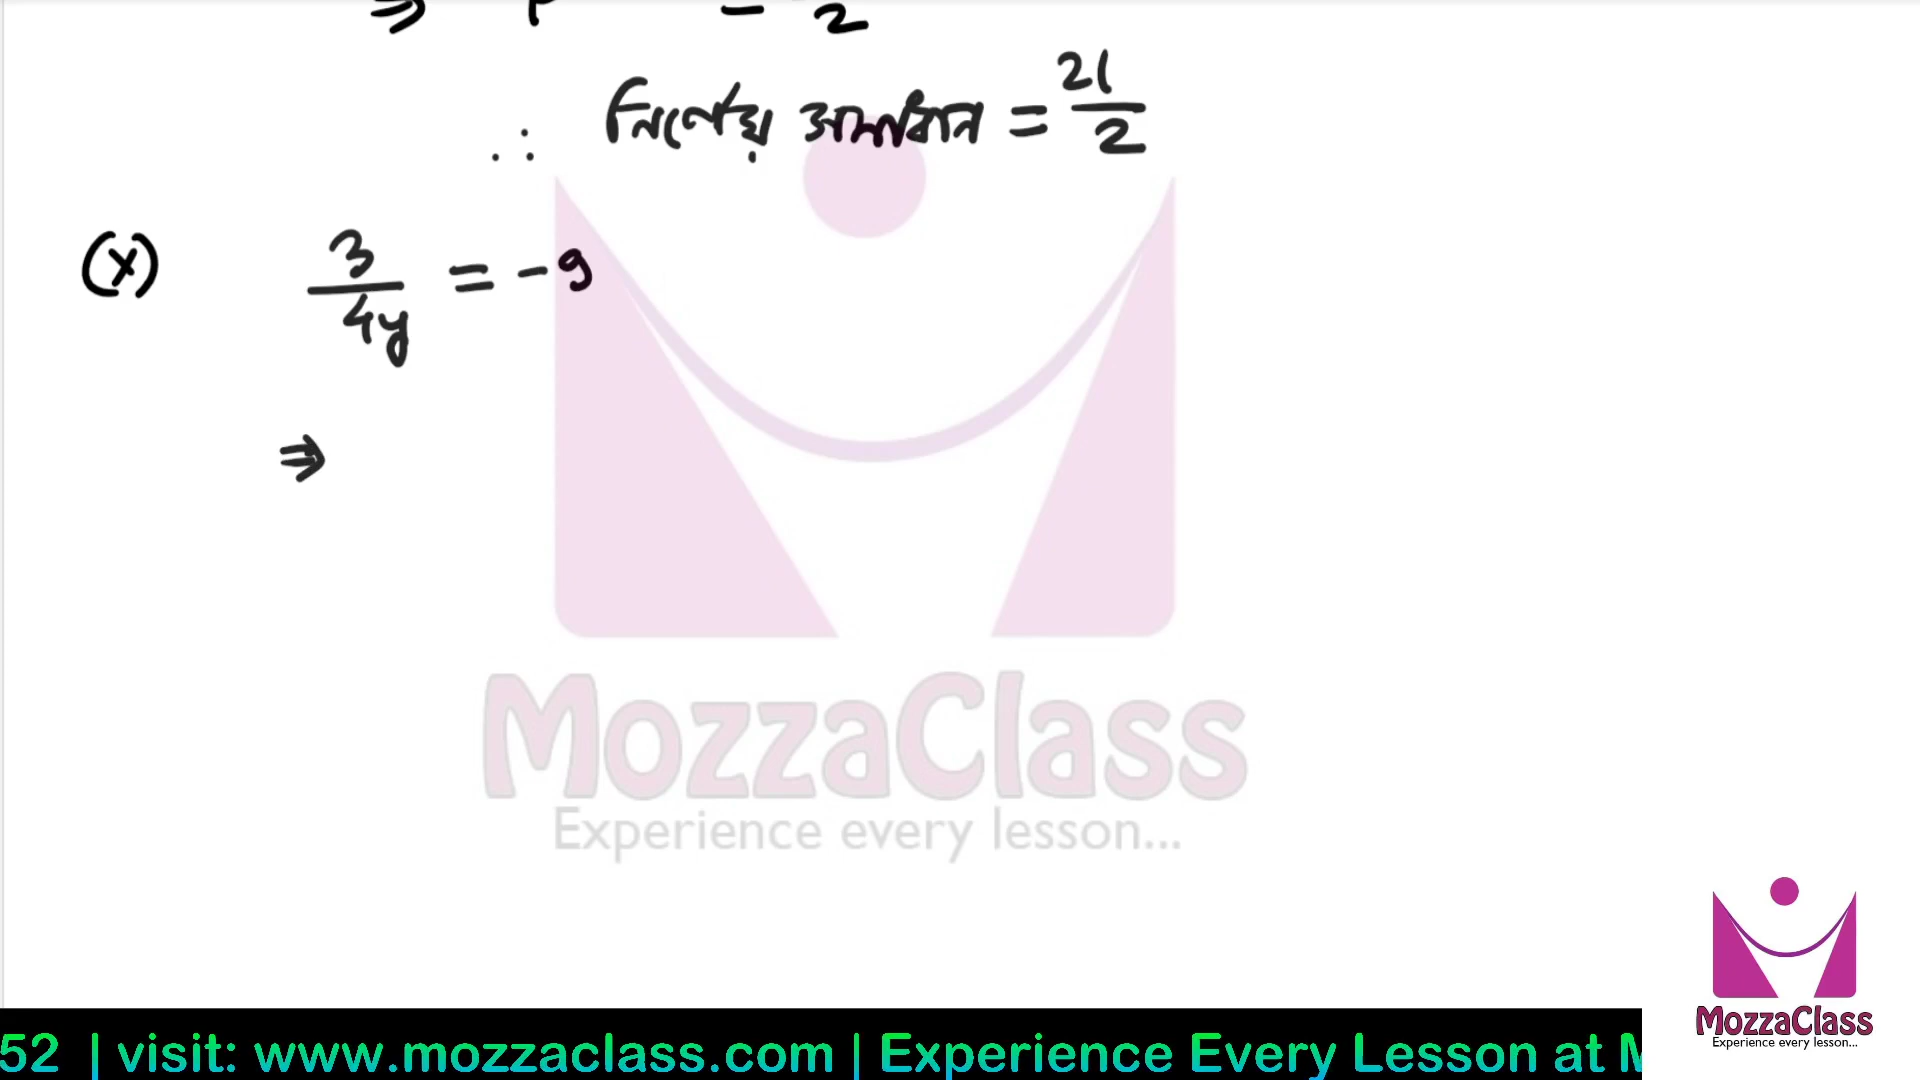 ∴ নির্ণেয় সমাধান = 21/2
(x) 3/4y = -9
⇒
MozzaClass
Experience every lesson...
MozzaClass
Experience every lesson...
52 | visit: www.mozzaclass.com | Experience Every Lesson at M